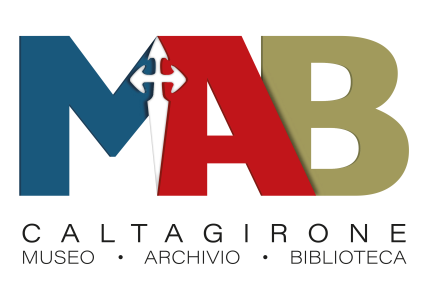 MAB
CALTAGIRONE
MUSEO • ARCHIVIO • BIBLIOTECA